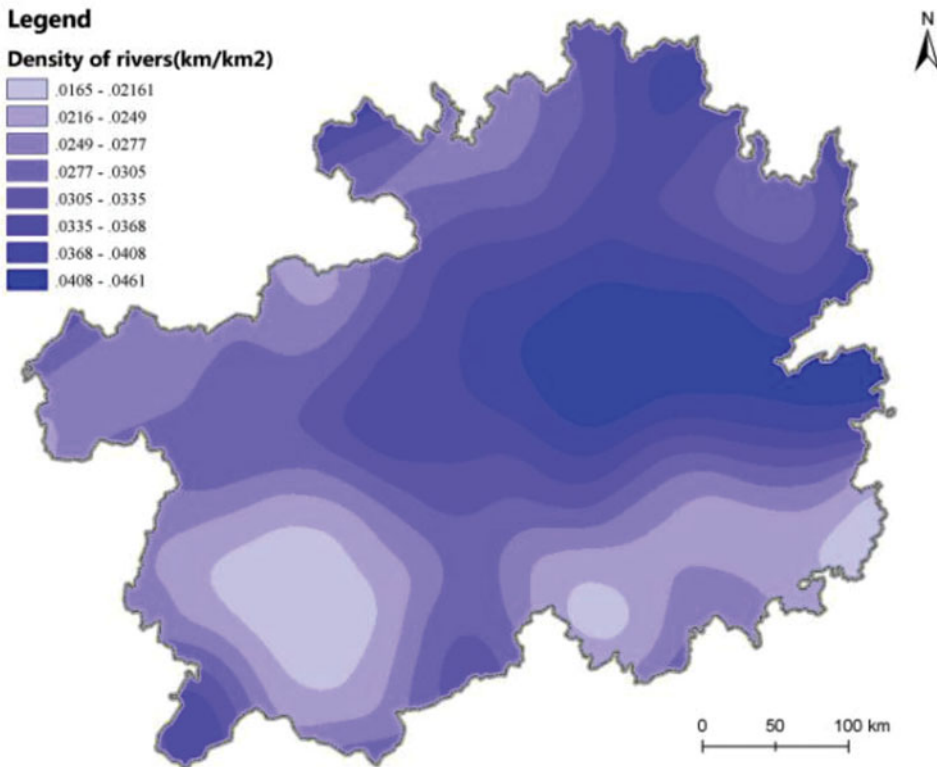 Legend
Density of rivers(km/km2)
.0165 - .02161
.0216 - .0249
.0249 - .0277
.0277 - .0305
.0305 - .0335
.0335 - .0368
.0368 - .0408
.0408 - .0461
N
0 50 100 km